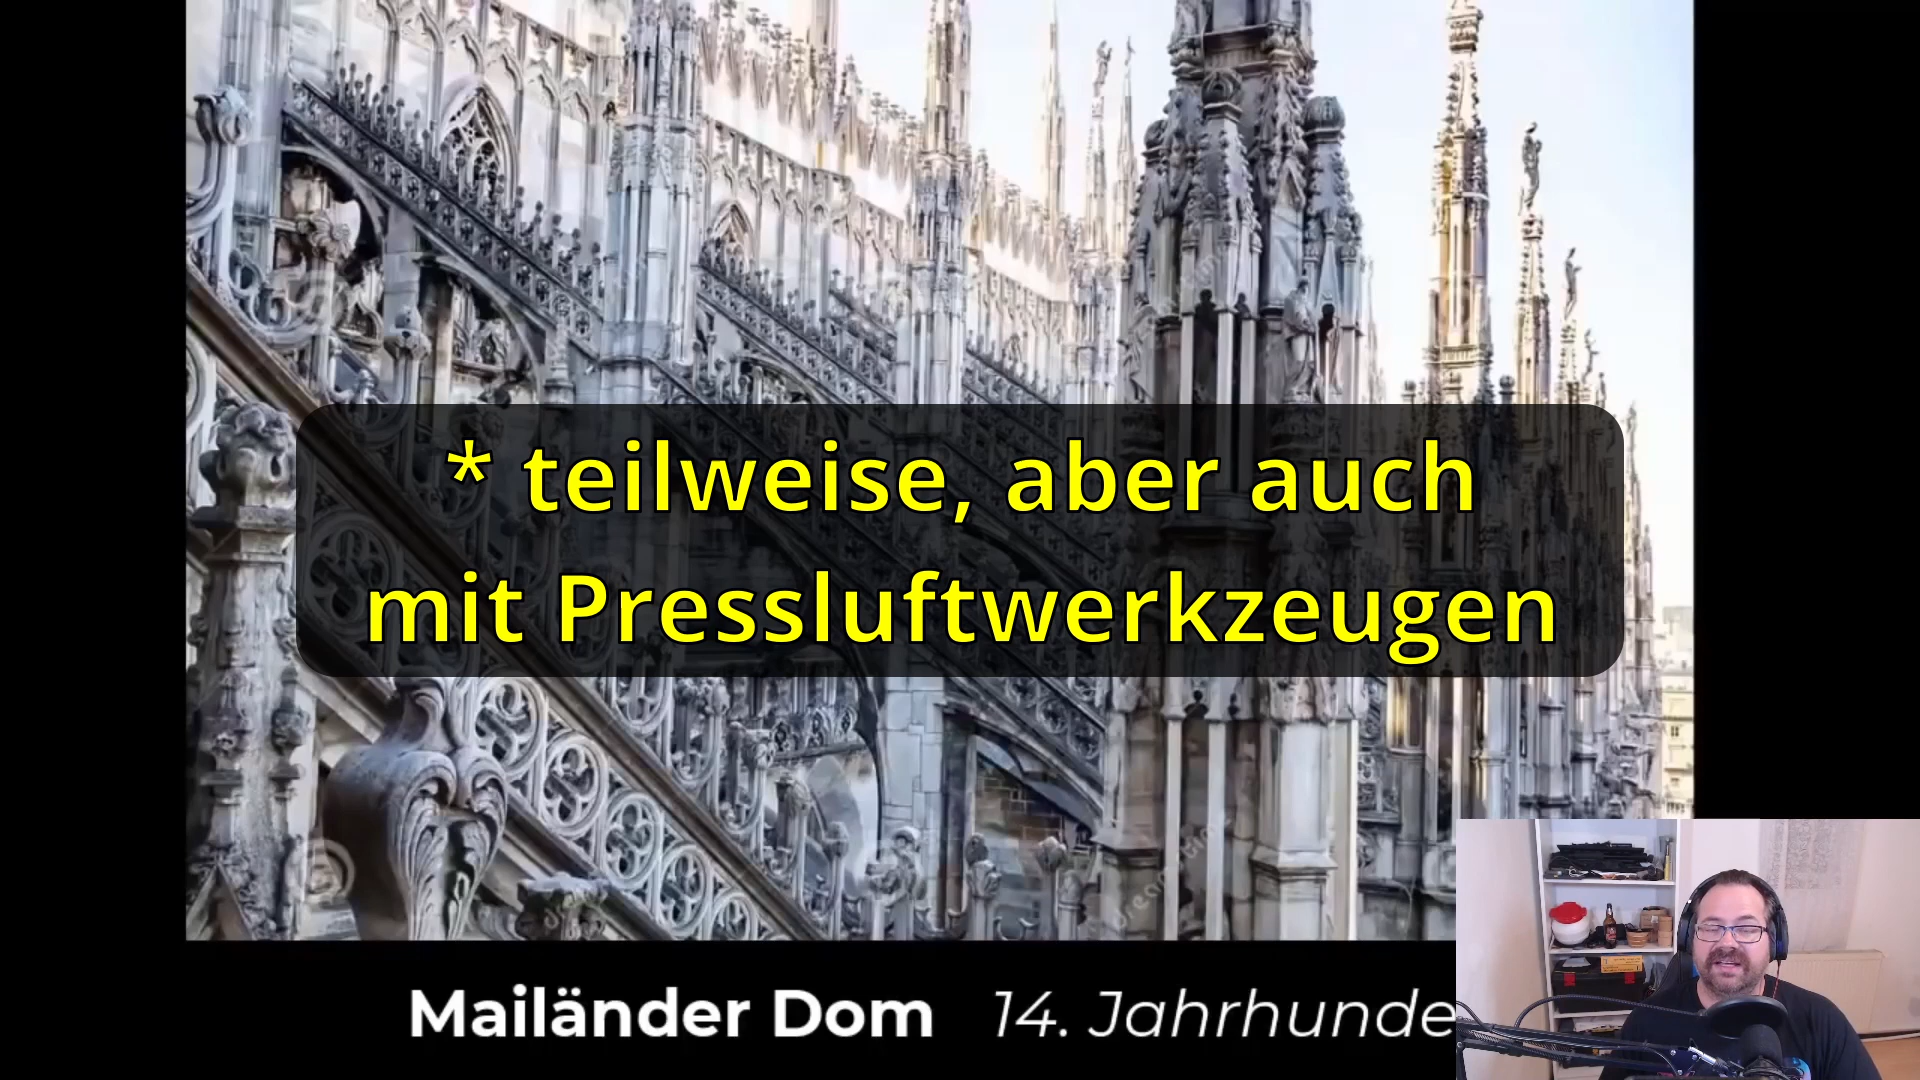 * teilweise, aber auch
mit Pressluftwerkzeugen
Mailänder Dom 14. Jahrhunde